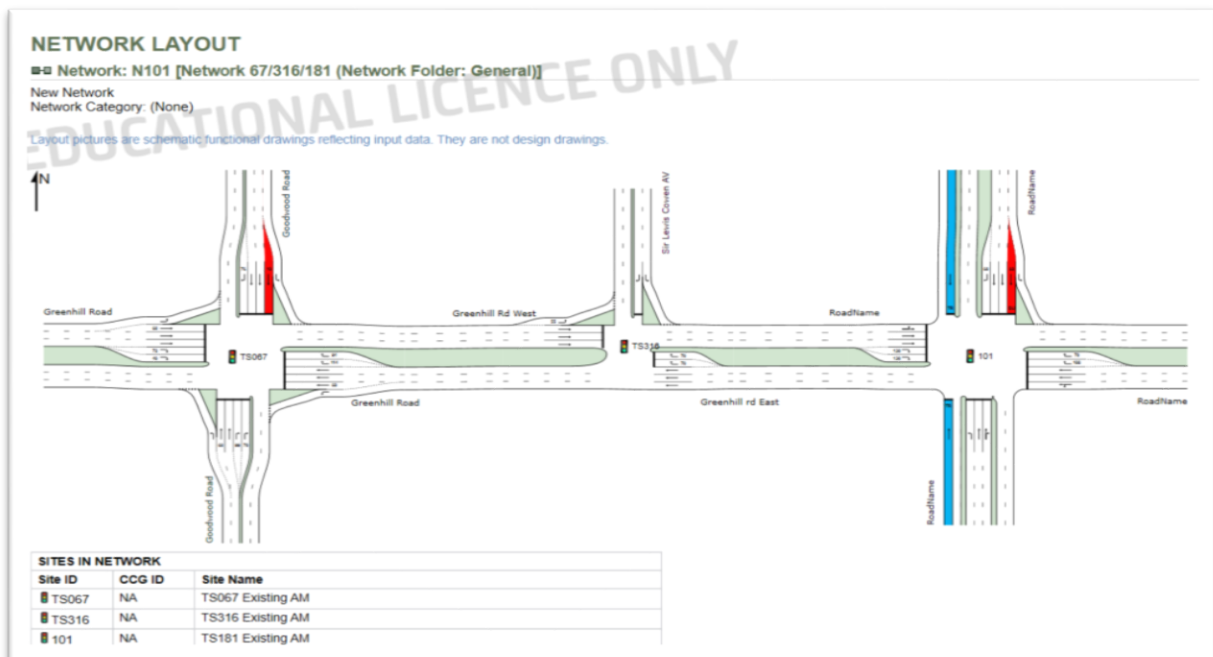 NETWORK LAYOUT
Network: N101 [Network 67/316/181 (Network Folder: General)]
New Network
Network Category: (None)
EDUCATIONAL LICENCE ONLY
Layout pictures are schematic functional drawings reflecting input data. They are not design drawings.
N
Goodwood Road
Sir Lewis Cowen AV
RoadName
Greenhill Road
Greenhill Rd West
RoadName
TS067
TS316
101
Greenhill Road
Greenhill rd East
RoadName
Goodwood Road
RoadName
SITES IN NETWORK
Site ID CCG ID Site Name
TS067 NA TS067 Existing AM
TS316 NA TS316 Existing AM
101 NA TS181 Existing AM